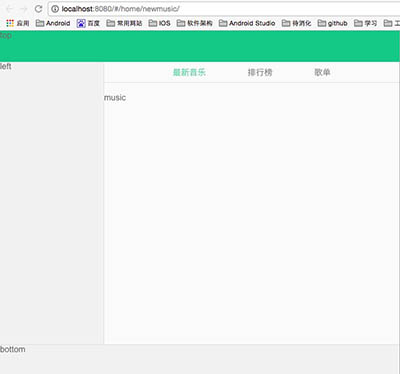 localhost:8080/#/home/newmusic/
应用 Android 百度 常用网站 IOS 软件架构 Android Studio 待消化 github 学习 工
top
left
最新音乐 排行榜 歌单
music
bottom